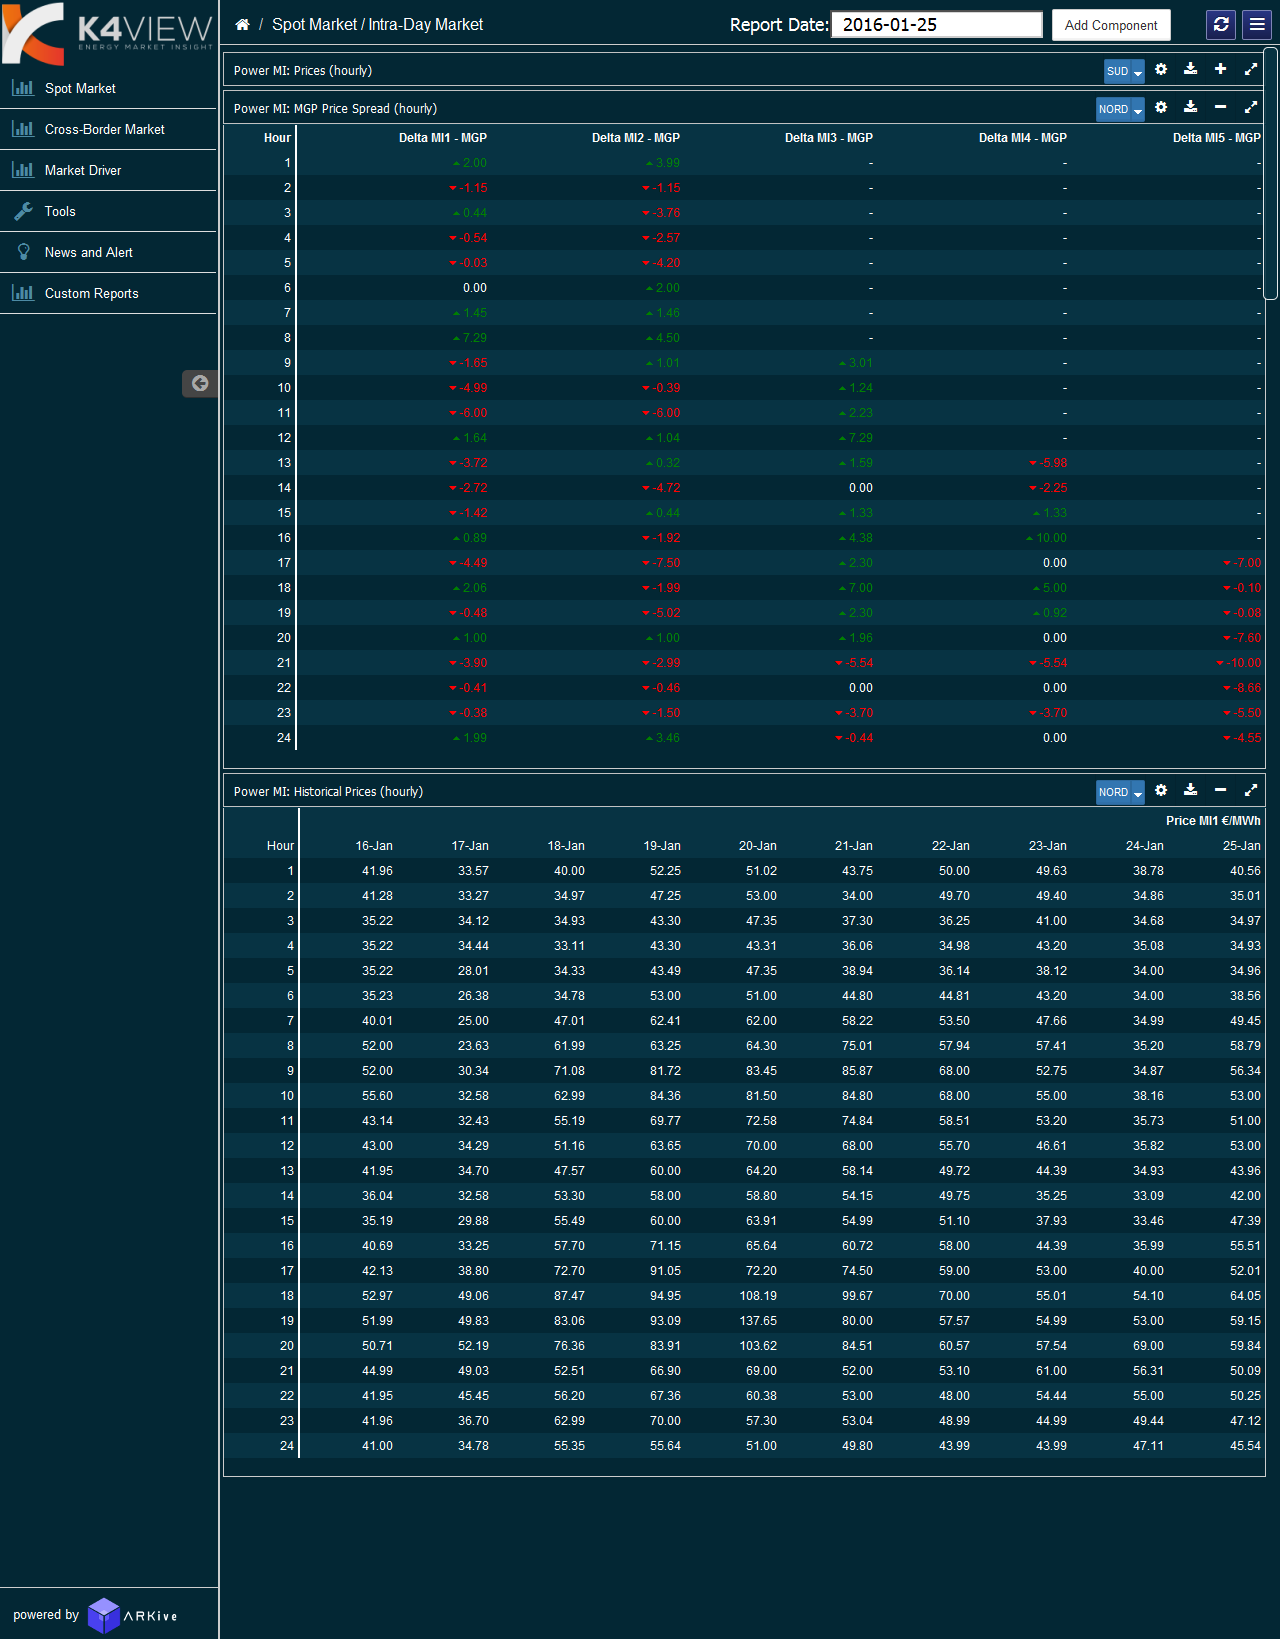 K4VIEW
ENERGY MARKET INSIGHT
/ Spot Market / Intra-Day Market
Report Date: 2016-01-25 Add Component
Spot Market
Cross-Border Market
Market Driver
Tools
News and Alert
Custom Reports
Power MI: Prices (hourly) SUD
Power MI: MGP Price Spread (hourly) NORD
Hour Delta MI1 - MGP Delta MI2 - MGP Delta MI3 - MGP Delta MI4 - MGP Delta MI5 - MGP
1 2.00 3.99 - - -
2 -1.15 -1.15 - - -
3 0.44 -3.76 - - -
4 -0.54 -2.57 - - -
5 -0.03 -4.20 - - -
6 0.00 2.00 - - -
7 1.45 1.46 - - -
8 7.29 4.50 - - -
9 -1.65 1.01 3.01 - -
10 -4.99 -0.39 1.24 - -
11 -6.00 -6.00 2.23 - -
12 1.64 1.04 7.29 - -
13 -3.72 0.32 1.59 -5.98 -
14 -2.72 -4.72 0.00 -2.25 -
15 -1.42 0.44 1.33 1.33 -
16 0.89 -1.92 4.38 10.00 -
17 -4.49 -7.50 2.30 0.00 -7.00
18 2.06 -1.99 7.00 5.00 -0.10
19 -0.48 -5.02 2.30 0.92 -0.08
20 1.00 1.00 1.96 0.00 -7.60
21 -3.90 -2.99 -5.54 -5.54 -10.00
22 -0.41 -0.46 0.00 0.00 -8.66
23 -0.38 -1.50 -3.70 -3.70 -5.50
24 1.99 3.46 -0.44 0.00 -4.55
Power MI: Historical Prices (hourly) NORD
Price MI1 €/MWh
Hour 16-Jan 17-Jan 18-Jan 19-Jan 20-Jan 21-Jan 22-Jan 23-Jan 24-Jan 25-Jan
1 41.96 33.57 40.00 52.25 51.02 43.75 50.00 49.63 38.78 40.56
2 41.28 33.27 34.97 47.25 53.00 34.00 49.70 49.40 34.86 35.01
3 35.22 34.12 34.93 43.30 47.35 37.30 36.25 41.00 34.68 34.97
4 35.22 34.44 33.11 43.30 43.31 36.06 34.98 43.20 35.08 34.93
5 35.22 28.01 34.33 43.49 47.35 38.94 36.14 38.12 34.00 34.96
6 35.23 26.38 34.78 53.00 51.00 44.80 44.81 43.20 34.00 38.56
7 40.01 25.00 47.01 62.41 62.00 58.22 53.50 47.66 34.99 49.45
8 52.00 23.63 61.99 63.25 64.30 75.01 57.94 57.41 35.20 58.79
9 52.00 30.34 71.08 81.72 83.45 85.87 68.00 52.75 34.87 56.34
10 55.60 32.58 62.99 84.36 81.50 84.80 68.00 55.00 38.16 53.00
11 43.14 32.43 55.19 69.77 72.58 74.84 58.51 53.20 35.73 51.00
12 43.00 34.29 51.16 63.65 70.00 68.00 55.70 46.61 35.82 53.00
13 41.95 34.70 47.57 60.00 64.20 58.14 49.72 44.39 34.93 43.96
14 36.04 32.58 53.30 58.00 58.80 54.15 49.75 35.25 33.09 42.00
15 35.19 29.88 55.49 60.00 63.91 54.99 51.10 37.93 33.46 47.39
16 40.69 33.25 57.70 71.15 65.64 60.72 58.00 44.39 35.99 55.51
17 42.13 38.80 72.70 91.05 72.20 74.50 59.00 53.00 40.00 52.01
18 52.97 49.06 87.47 94.95 108.19 99.67 70.00 55.01 54.10 64.05
19 51.99 49.83 83.06 93.09 137.65 80.00 57.57 54.99 53.00 59.15
20 50.71 52.19 76.36 83.91 103.62 84.51 60.57 57.54 69.00 59.84
21 44.99 49.03 52.51 66.90 69.00 52.00 53.10 61.00 56.31 50.09
22 41.95 45.45 56.20 67.36 60.38 53.00 48.00 54.44 55.00 50.25
23 41.96 36.70 62.99 70.00 57.30 53.04 48.99 44.99 49.44 47.12
24 41.00 34.78 55.35 55.64 51.00 49.80 43.99 43.99 47.11 45.54
powered by ARKive